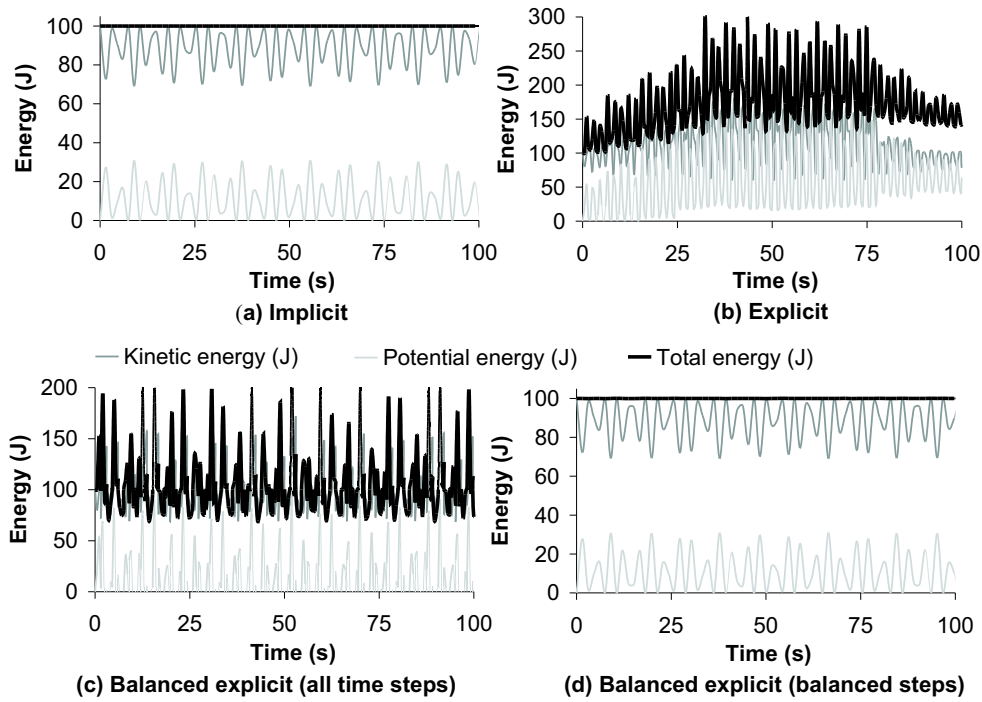 Energy (J)
100
80
60
40
20
0
0 25 50 75 100
Time (s)
(a) Implicit
Energy (J)
300
250
200
150
100
50
0
0 25 50 75 100
Time (s)
(b) Explicit
Kinetic energy (J) Potential energy (J) Total energy (J)
Energy (J)
200
150
100
50
0
0 25 50 75 100
Time (s)
(c) Balanced explicit (all time steps)
Energy (J)
100
80
60
40
20
0
0 25 50 75 100
Time (s)
(d) Balanced explicit (balanced steps)